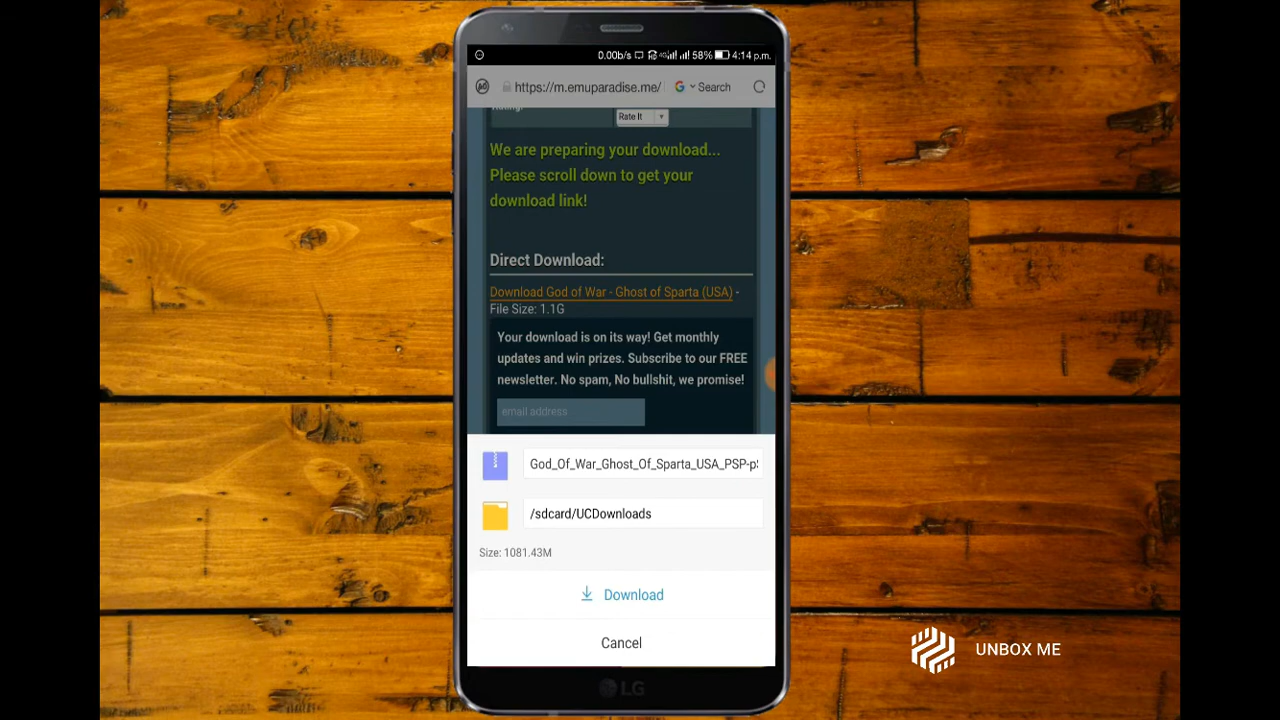 0.00b/s 58% 4:14 p.m.
https://m.emuparadise.me/ Search
Rating:
Rate It
We are preparing your download...
Please scroll down to get your
download link!
Direct Download:
Download God of War - Ghost of Sparta (USA) -
File Size: 1.1G
Your download is on its way! Get monthly
updates and win prizes. Subscribe to our FREE
newsletter. No spam, No bullshit, we promise!
email address
God_Of_War_Ghost_Of_Sparta_USA_PSP-pS
/sdcard/UCDownloads
Size: 1081.43M
Download
Cancel
LG
UNBOX ME